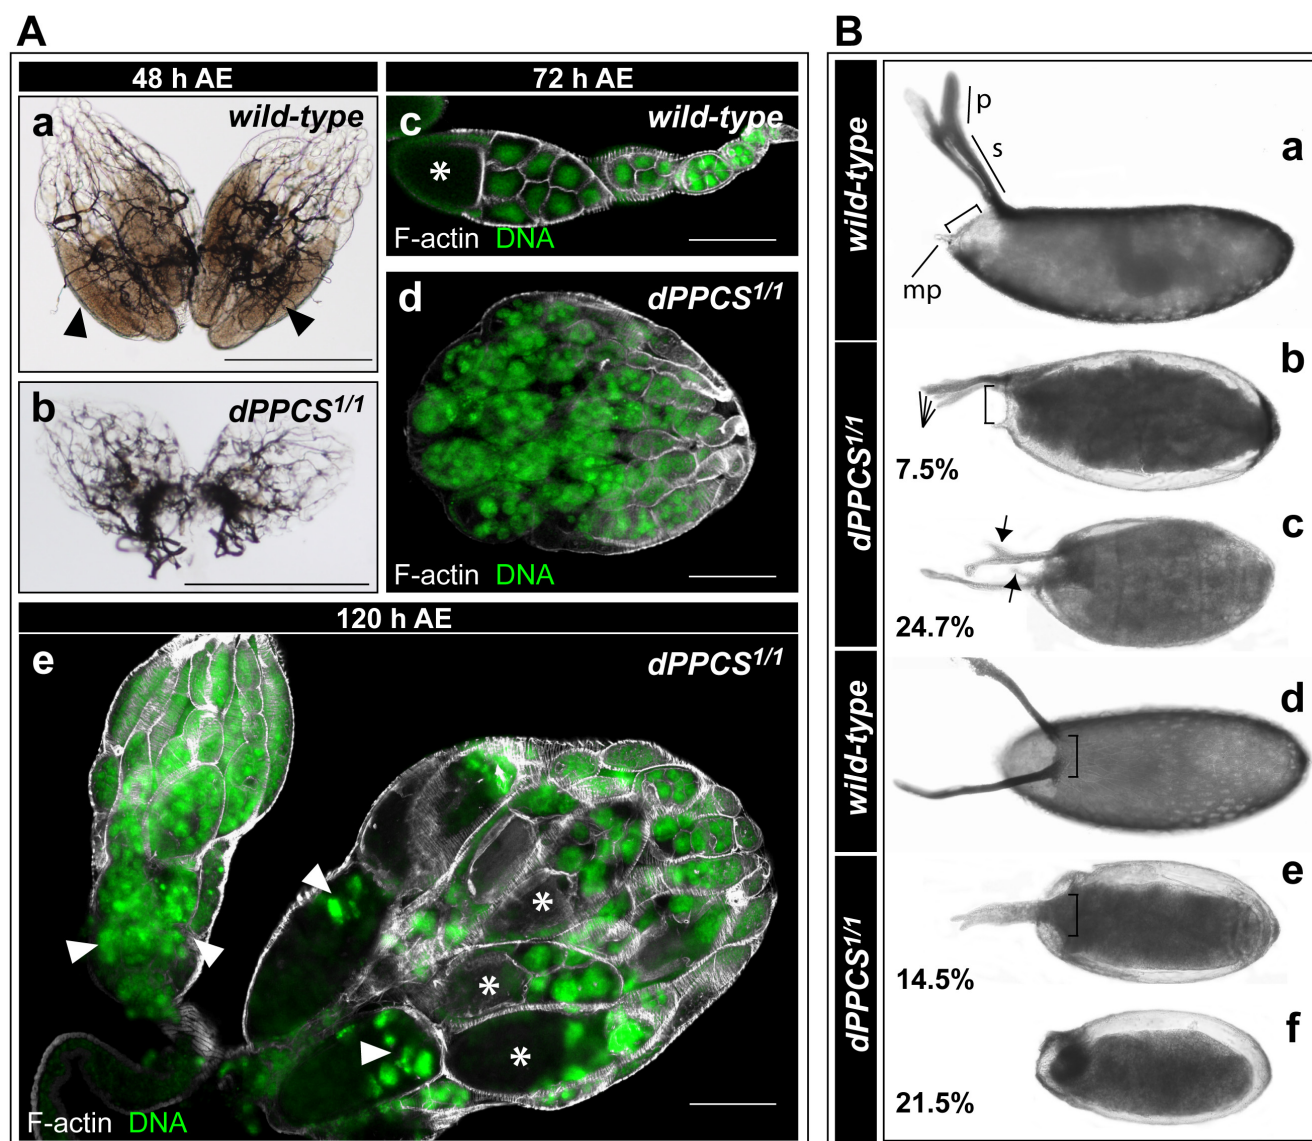 A
48 h AE
a
wild-type
b
dPPCS1/1
72 h AE
c
wild-type
*
F-actin DNA
d
dPPCS1/1
F-actin DNA
120 h AE
e
dPPCS1/1
*
*
*
F-actin DNA
B
wild-type
a
p
s
mp
dPPCS1/1
b
7.5%
c
24.7%
wild-type
d
dPPCS1/1
e
14.5%
f
21.5%